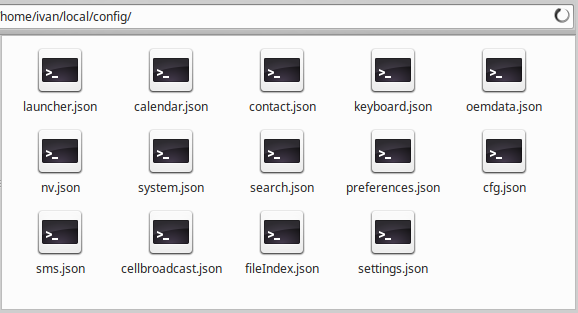 home/ivan/local/config/
launcher.json calendar.json contact.json keyboard.json oemdata.json
nv.json system.json search.json preferences.json cfg.json
sms.json cellbroadcast.json fileIndex.json settings.json